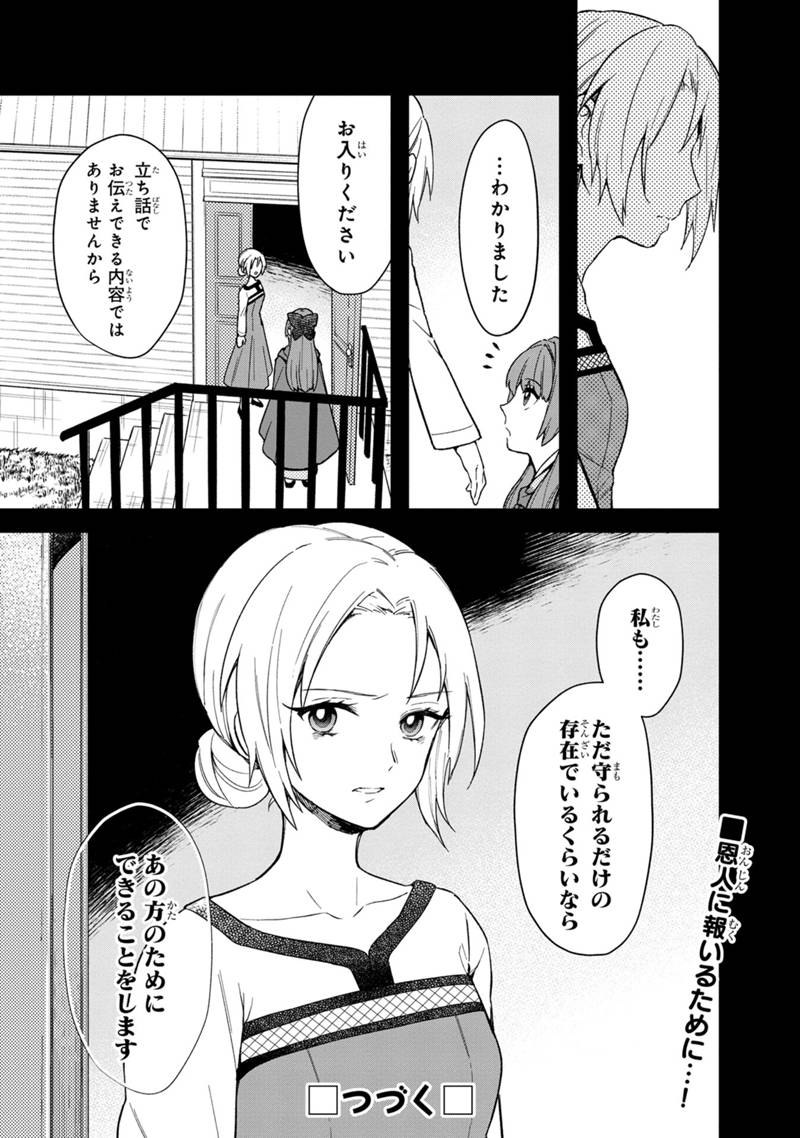 …わかりました
お入りください
立ち話で
お伝えできる内容では
ありませんから
私も……
ただ守られるだけの
存在でいるくらいなら
あの方のために
できることをします
■恩人に報いるために…！
□つづく□